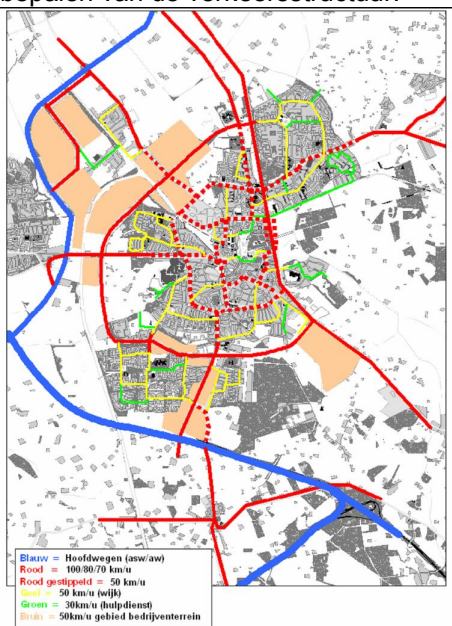 bepalen van de verkeersstructuur.
Blauw = Hoofdwegen (asw/aw)
Rood = 100/80/70 km/u
Rood gestippeld = 50 km/u
Geel = 50 km/u (wijk)
Groen = 30km/u (hulpdienst)
Bruin = 50km/u gebied bedrijventerrein